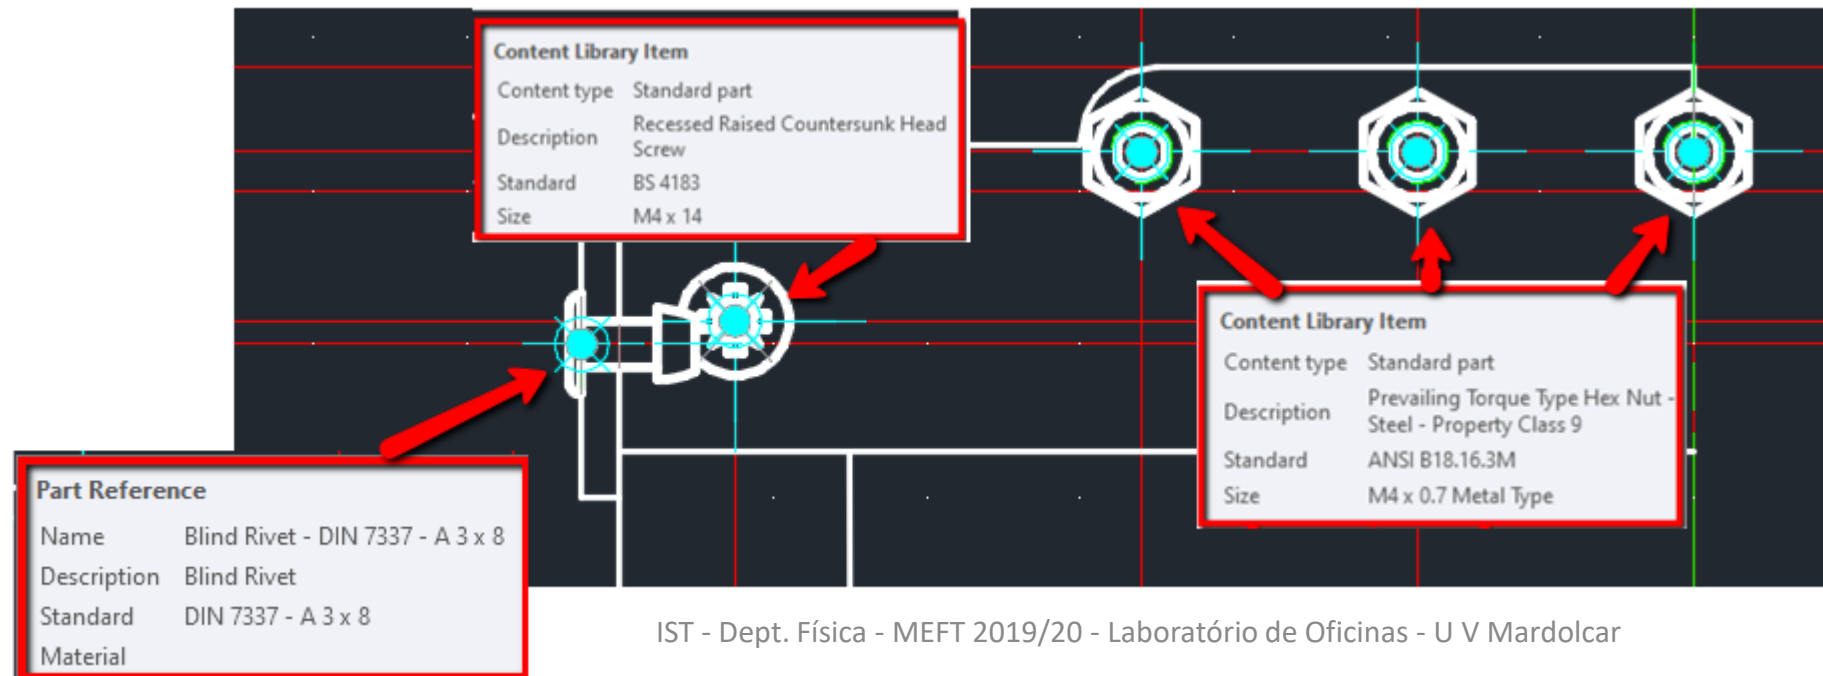 Content Library Item
Content type Standard part
Description Recessed Raised Countersunk Head
Screw
Standard BS 4183
Size M4 x 14
Content Library Item
Content type Standard part
Description Prevailing Torque Type Hex Nut -
Steel - Property Class 9
Standard ANSI B18.16.3M
Size M4 x 0.7 Metal Type
Part Reference
Name Blind Rivet - DIN 7337 - A 3 x 8
Description Blind Rivet
Standard DIN 7337 - A 3 x 8
Material
IST - Dept. Física - MEFT 2019/20 - Laboratório de Oficinas - U V Mardolcar